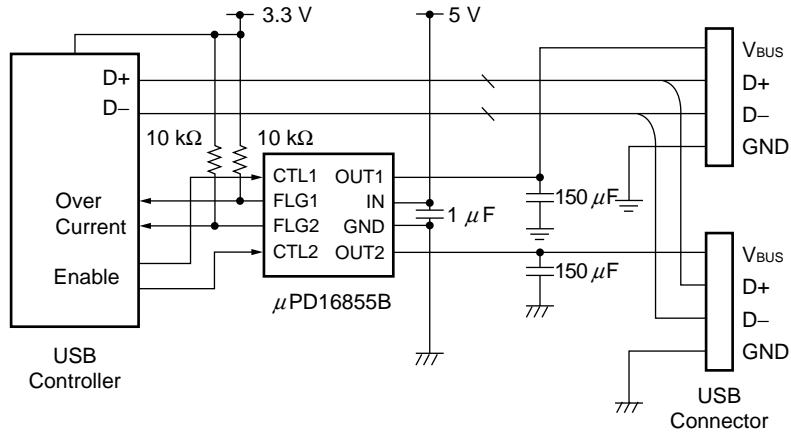 3.3 V
5 V
D+
D–
10 kΩ
10 kΩ
Over
Current
Enable
USB
Controller
CTL1
FLG1
FLG2
CTL2
OUT1
IN
GND
OUT2
μPD16855B
1 μF
150 μF
150 μF
VBUS
D+
D–
GND
VBUS
D+
D–
GND
USB
Connector